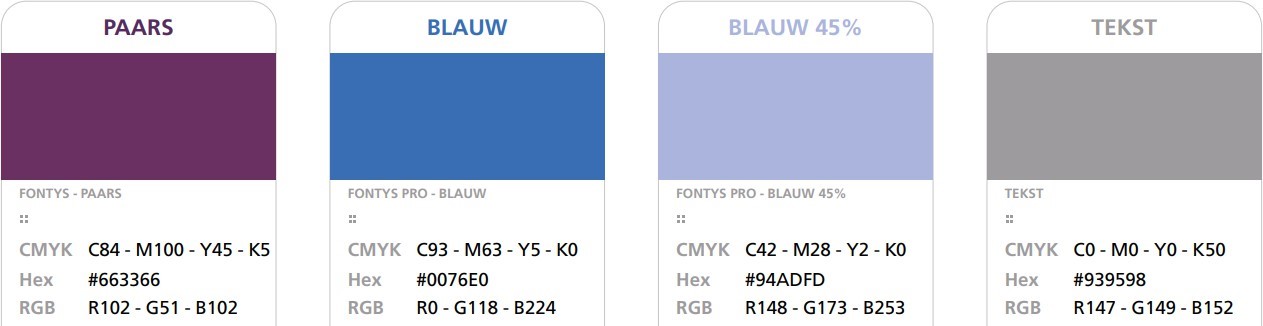 PAARS
FONTYS - PAARS
CMYK C84 - M100 - Y45 - K5
Hex #663366
RGB R102 - G51 - B102
BLAUW
FONTYS PRO - BLAUW
CMYK C93 - M63 - Y5 - K0
Hex #0076E0
RGB R0 - G118 - B224
BLAUW 45%
FONTYS PRO - BLAUW 45%
CMYK C42 - M28 - Y2 - K0
Hex #94ADFD
RGB R148 - G173 - B253
TEKST
TEKST
CMYK C0 - M0 - Y0 - K50
Hex #939598
RGB R147 - G149 - B152